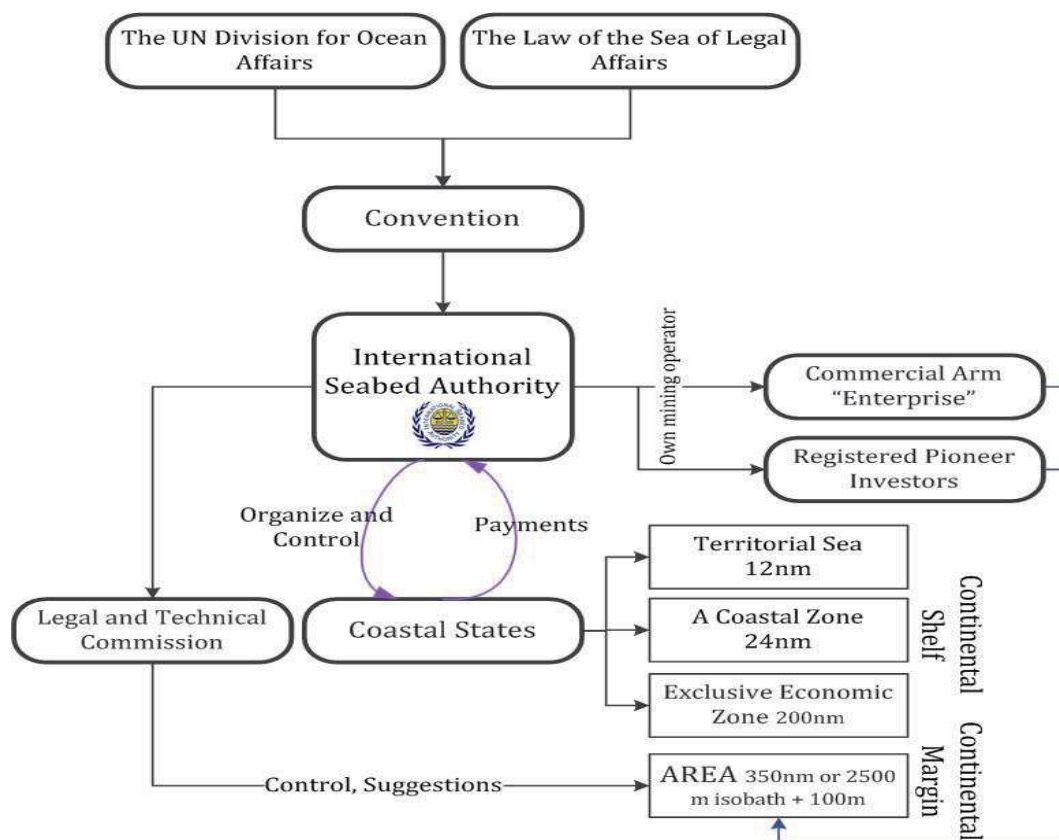 The UN Division for Ocean
Affairs
The Law of the Sea of Legal
Affairs
Convention
International
Seabed Authority
INTERNATIONAL SEABED AUTHORITY
Own mining operator
Commercial Arm
“Enterprise”
Registered Pioneer
Investors
Organize and
Control
Payments
Legal and Technical
Commission
Coastal States
Territorial Sea
12nm
A Coastal Zone
24nm
Exclusive Economic
Zone 200nm
Continental
Shelf
Control, Suggestions
AREA 350nm or 2500
m isobath + 100m
Continental
Margin